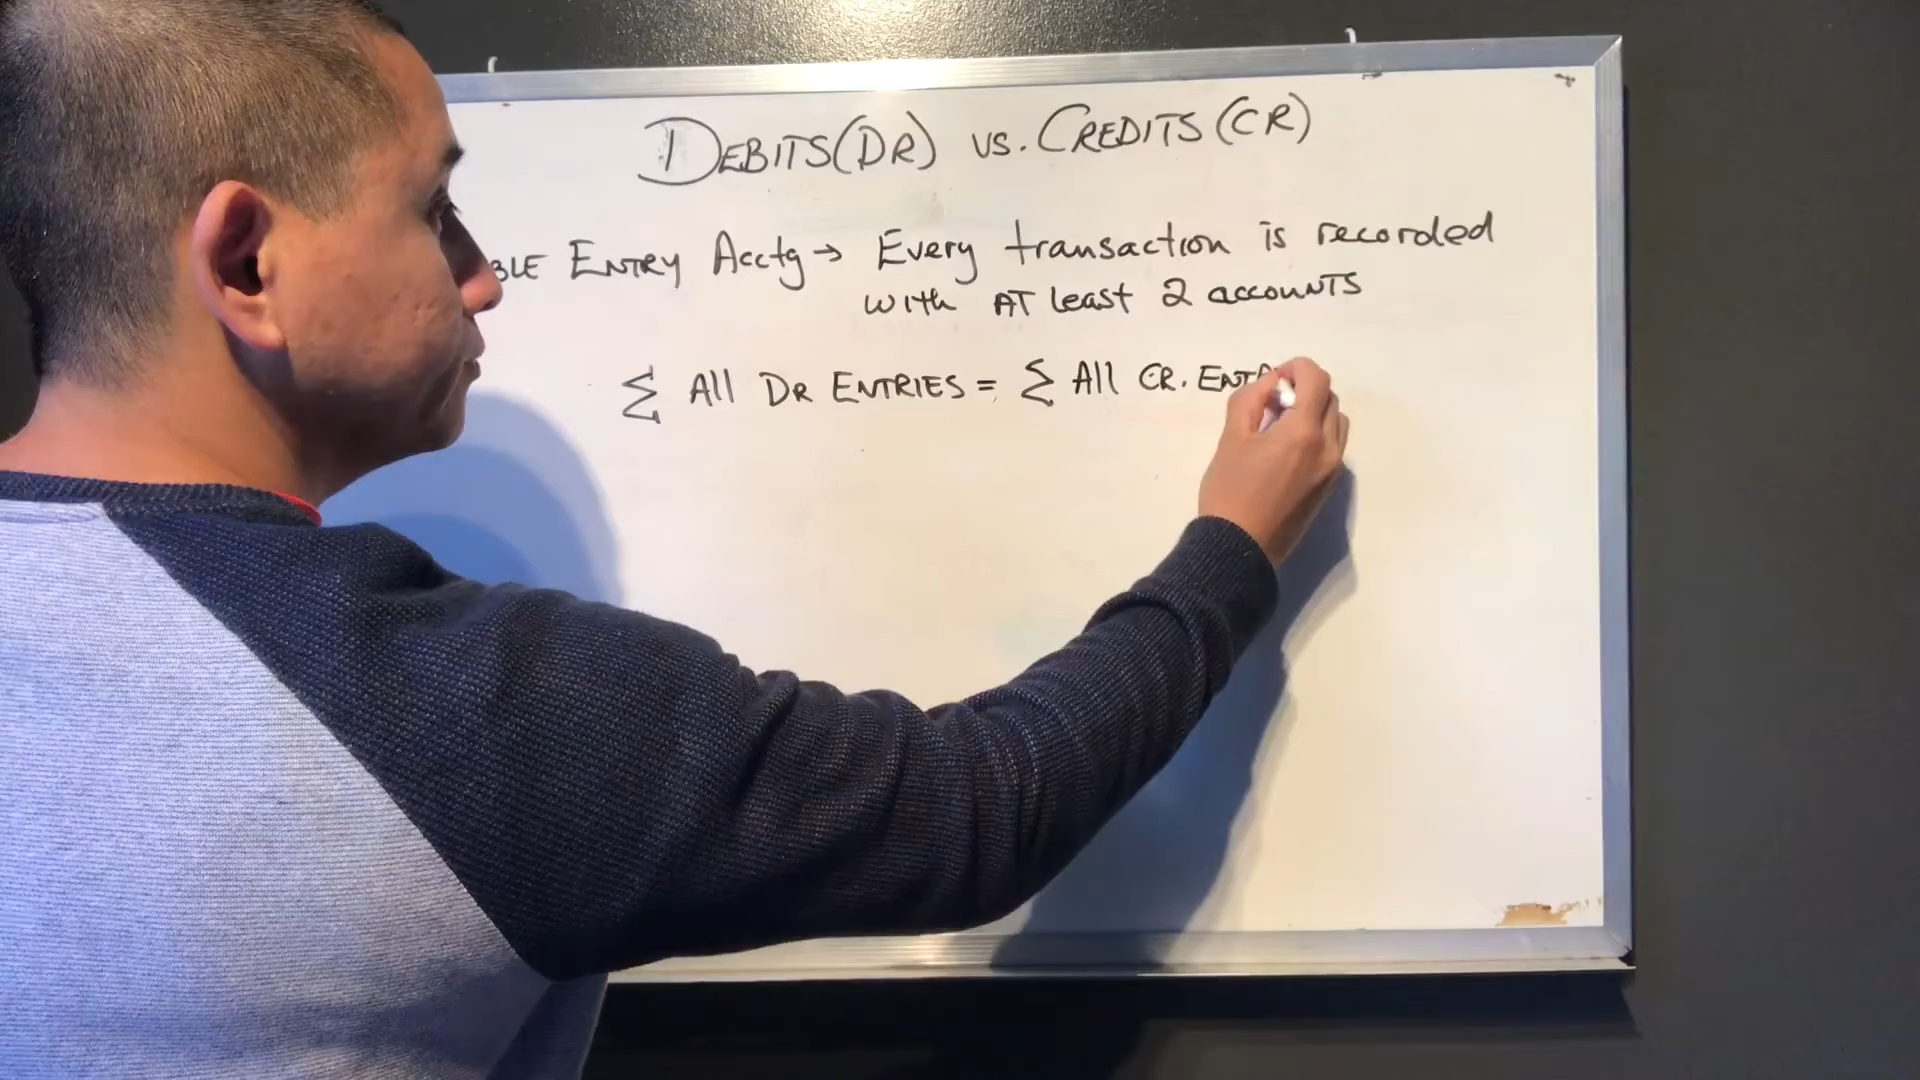 DEBITS (DR) vs. CREDITS (CR)
ENTRY Acctg → Every transaction is recorded
with AT least 2 accounts
∑ All DR ENTRIES = ∑ All CR.